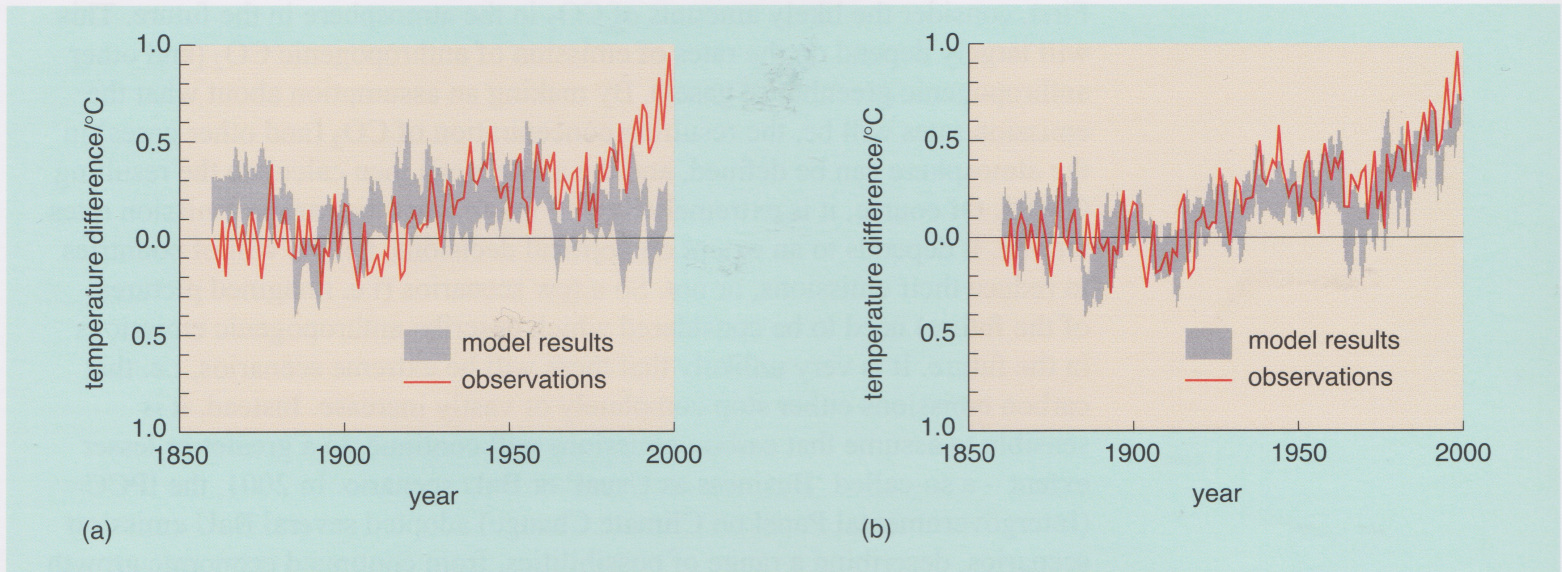 1.0
0.5
0.0
0.5
1.0
temperature difference/°C
model results
observations
1850
1900
1950
2000
year
(a)
1.0
0.5
0.0
0.5
1.0
temperature difference/°C
model results
observations
1850
1900
1950
2000
year
(b)